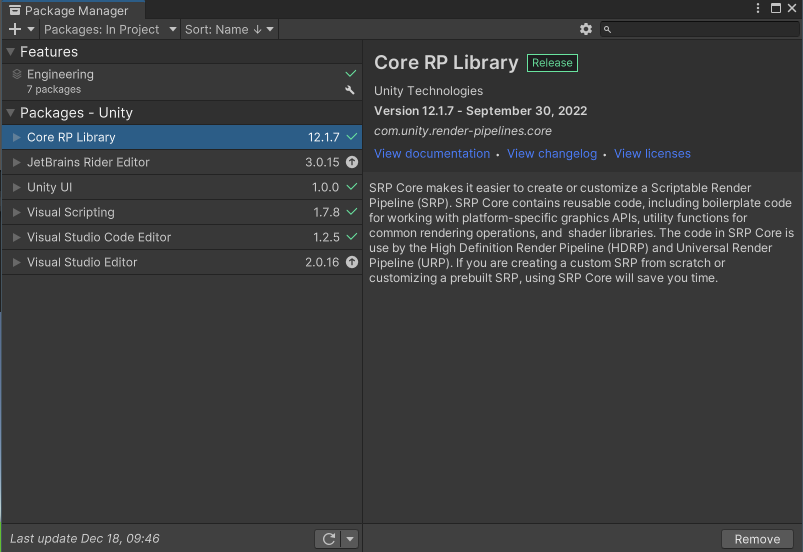 Package Manager
Packages: In Project Sort: Name
Features
Engineering
7 packages
Packages - Unity
Core RP Library 12.1.7
JetBrains Rider Editor 3.0.15
Unity UI 1.0.0
Visual Scripting 1.7.8
Visual Studio Code Editor 1.2.5
Visual Studio Editor 2.0.16
Last update Dec 18, 09:46
Core RP Library Release
Unity Technologies
Version 12.1.7 - September 30, 2022
com.unity.render-pipelines.core
View documentation • View changelog • View licenses
SRP Core makes it easier to create or customize a Scriptable Render
Pipeline (SRP). SRP Core contains reusable code, including boilerplate code
for working with platform-specific graphics APIs, utility functions for
common rendering operations, and shader libraries. The code in SRP Core is
use by the High Definition Render Pipeline (HDRP) and Universal Render
Pipeline (URP). If you are creating a custom SRP from scratch or
customizing a prebuilt SRP, using SRP Core will save you time.
Remove